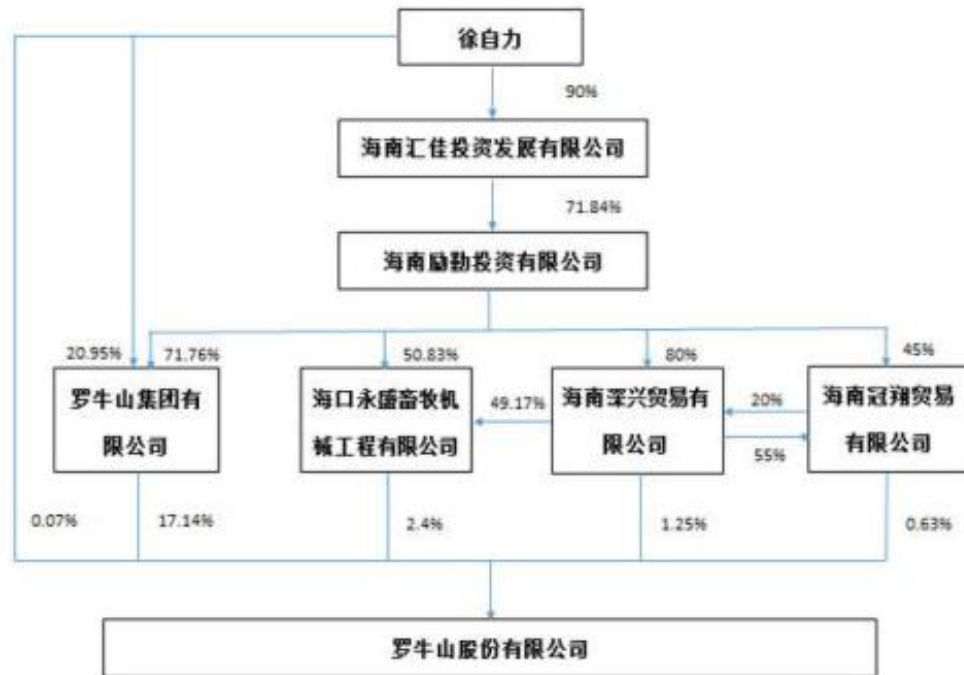 徐自力
90%
海南汇佳投资发展有限公司
71.84%
海南励勤投资有限公司
20.95%
71.76%
50.83%
80%
45%
罗牛山集团有
限公司
海口永盛畜牧机
械工程有限公司
49.17%
海南深兴贸易有
限公司
20%
55%
海南冠翔贸易
有限公司
0.07%
17.14%
2.4%
1.25%
0.63%
罗牛山股份有限公司